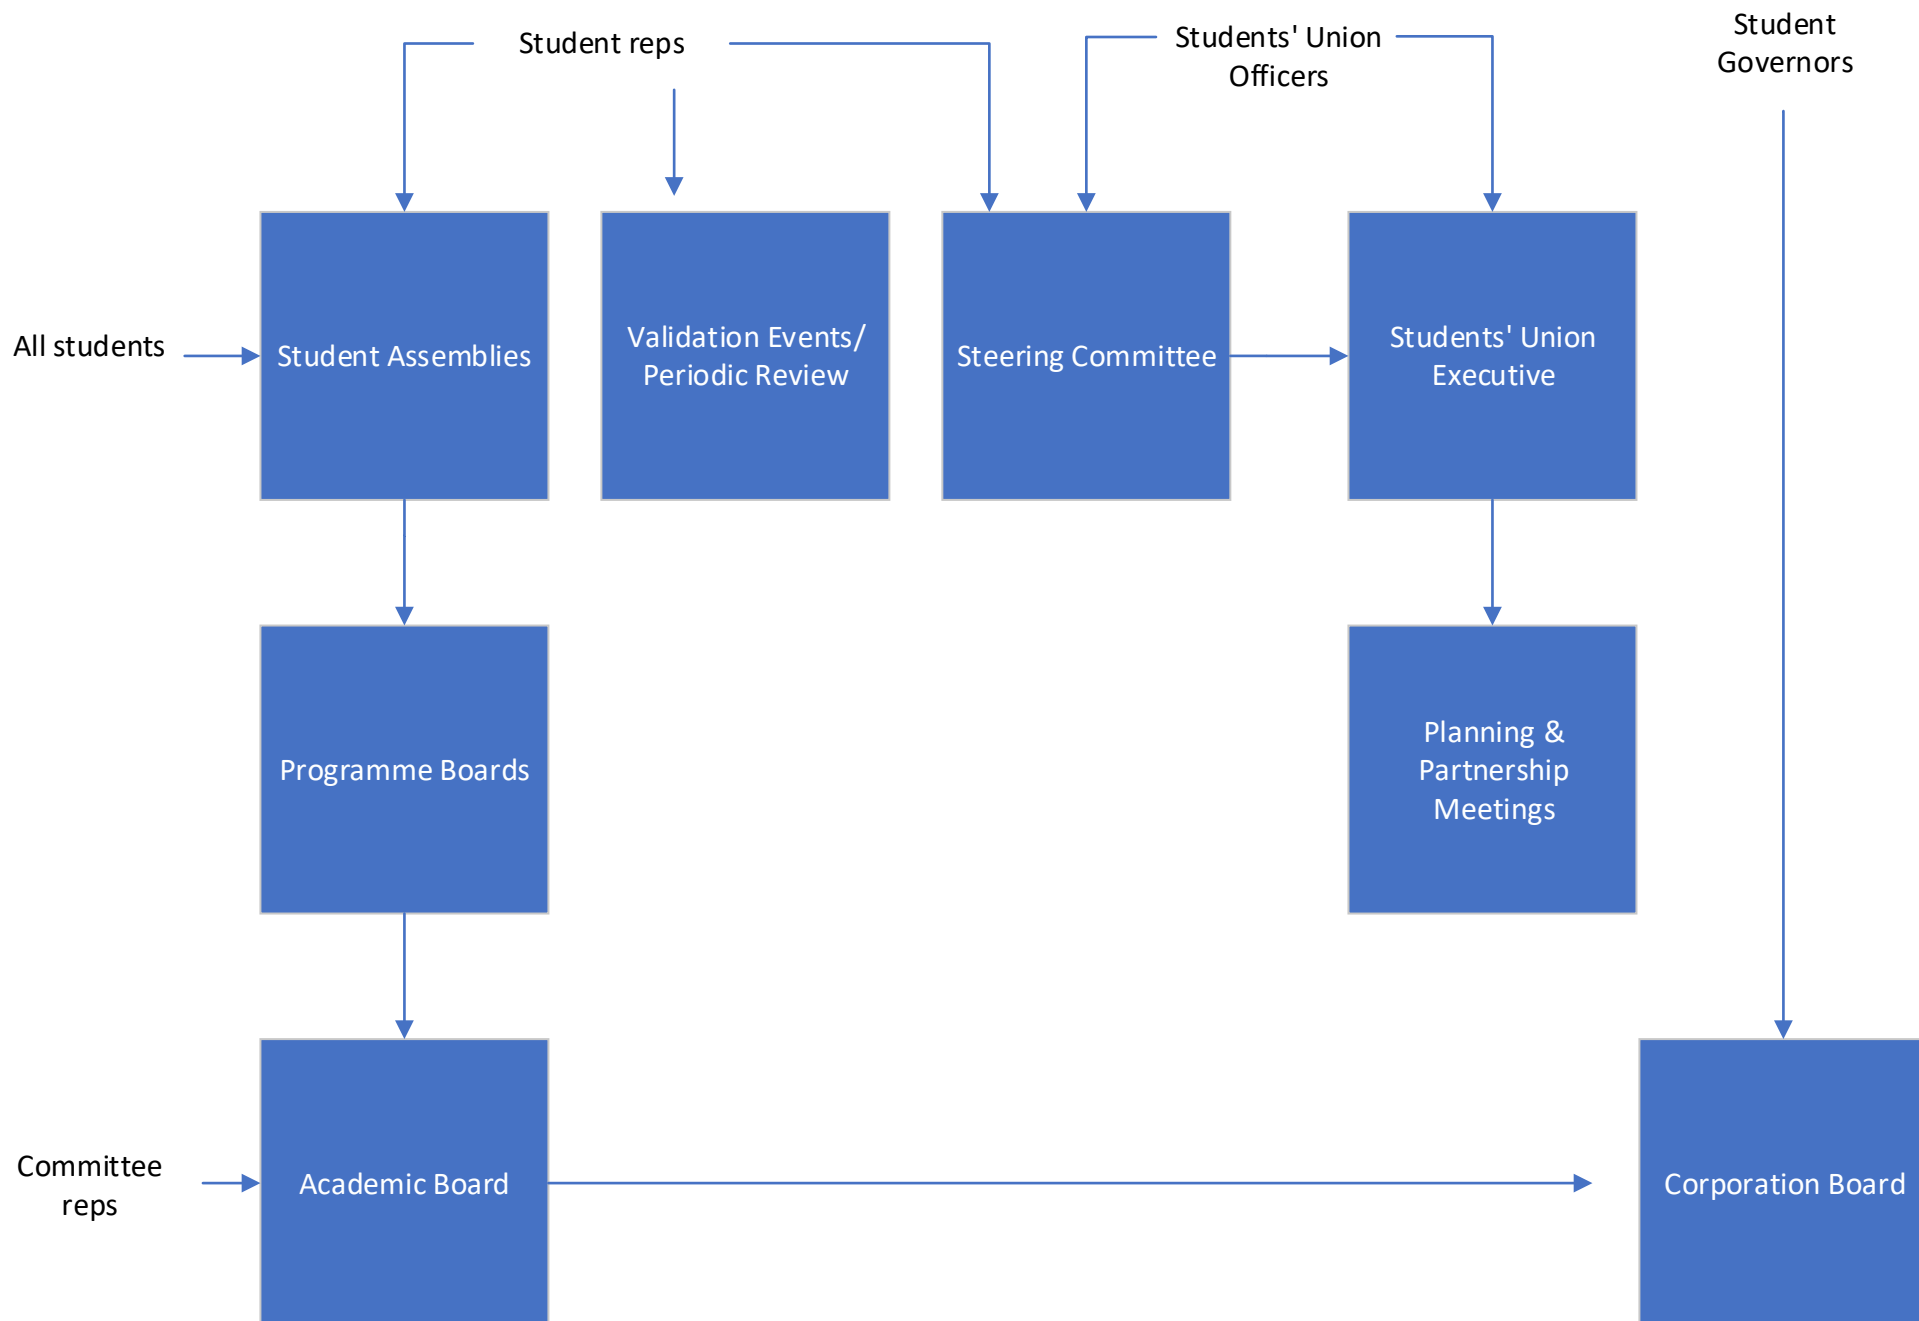 Student reps
Students' Union
Officers
Student
Governors
All students
Student Assemblies
Validation Events/
Periodic Review
Steering Committee
Students' Union
Executive
Programme Boards
Planning &
Partnership
Meetings
Committee
reps
Academic Board
Corporation Board